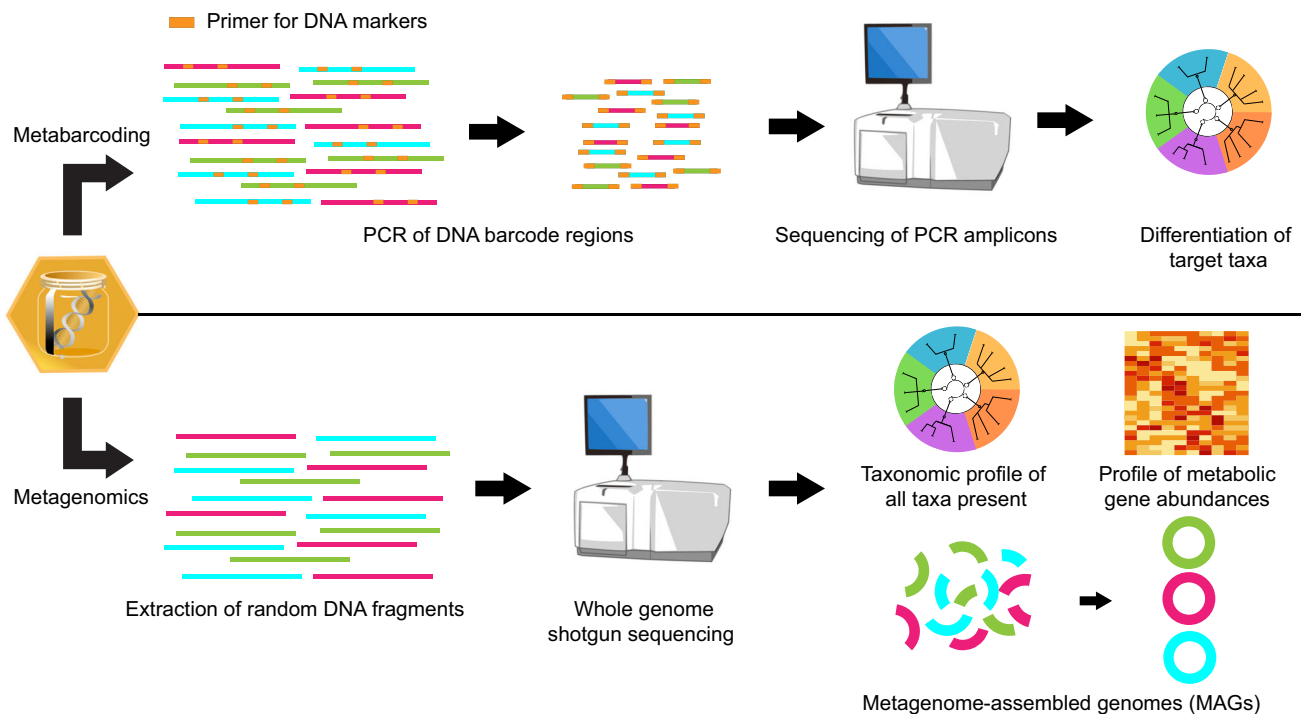 Primer for DNA markers
Metabarcoding
PCR of DNA barcode regions
Sequencing of PCR amplicons
Differentiation of
target taxa
Metagenomics
Extraction of random DNA fragments
Whole genome
shotgun sequencing
Taxonomic profile of
all taxa present
Profile of metabolic
gene abundances
Metagenome-assembled genomes (MAGs)